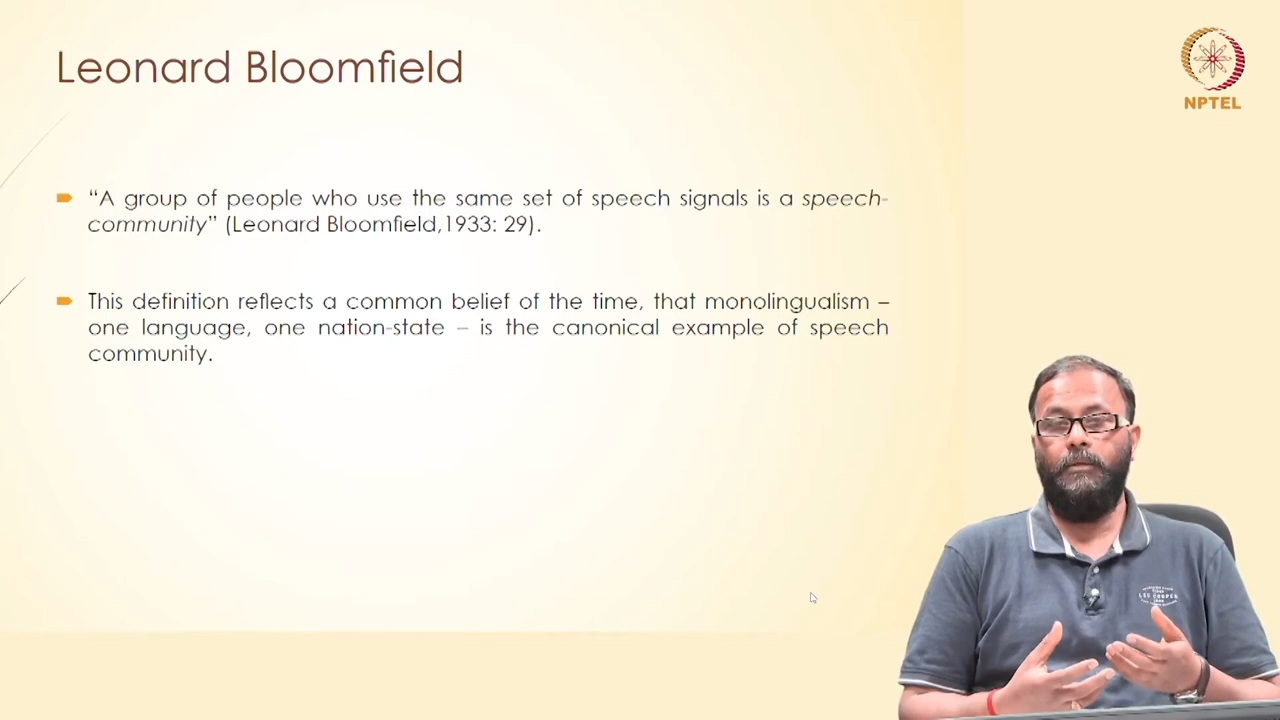 Leonard Bloomfield
NPTEL
“A group of people who use the same set of speech signals is a speech-
community” (Leonard Bloomfield,1933: 29).
This definition reflects a common belief of the time, that monolingualism –
one language, one nation-state – is the canonical example of speech
community.